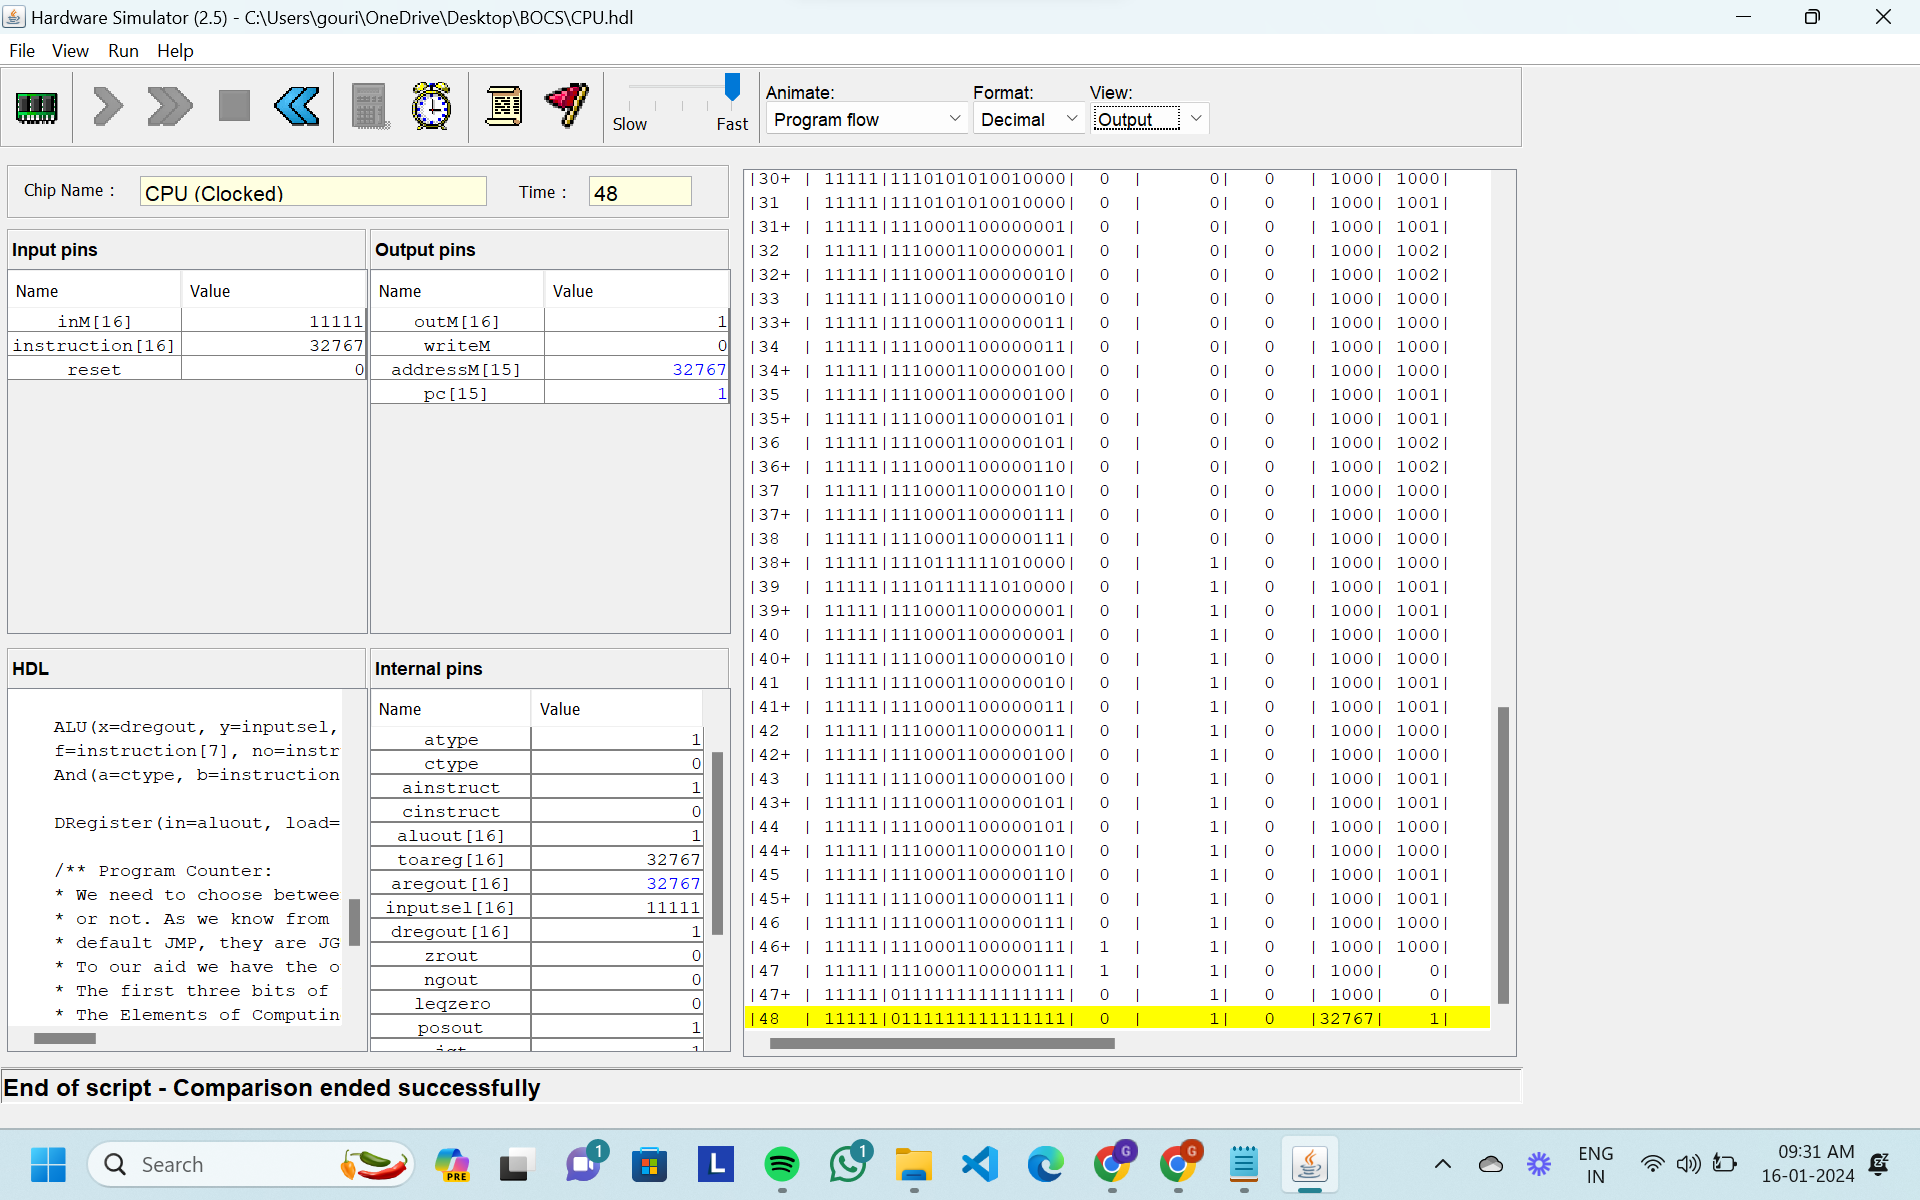 Hardware Simulator (2.5) - C:\Users\gouri\OneDrive\Desktop\BOCS\CPU.hdl
File View Run Help
Slow Fast
Animate:
Program flow
Format:
Decimal
View:
Output
Chip Name : CPU (Clocked) Time : 48
Input pins
Name Value
inM[16] 11111
instruction[16] 32767
reset 0
Output pins
Name Value
outM[16] 1
writeM 0
addressM[15] 32767
pc[15] 1
HDL
ALU(x=dregout, y=inputsel,
f=instruction[7], no=instr
And(a=ctype, b=instruction
DRegister(in=aluout, load=
/** Program Counter:
* We need to choose betwee
* or not. As we know from
* default JMP, they are JG
* To our aid we have the o
* The first three bits of
* The Elements of Computin
Internal pins
Name Value
atype 1
ctype 0
ainstruct 1
cinstruct 0
aluout[16] 1
toareg[16] 32767
aregout[16] 32767
inputsel[16] 11111
dregout[16] 1
zrout 0
ngout 0
leqzero 0
posout 1
|30+ | 11111|1110101010010000| 0 | 0| 0 | 1000| 1000|
|31 | 11111|1110101010010000| 0 | 0| 0 | 1000| 1001|
|31+ | 11111|1110001100000001| 0 | 0| 0 | 1000| 1001|
|32 | 11111|1110001100000001| 0 | 0| 0 | 1000| 1002|
|32+ | 11111|1110001100000010| 0 | 0| 0 | 1000| 1002|
|33 | 11111|1110001100000010| 0 | 0| 0 | 1000| 1000|
|33+ | 11111|1110001100000011| 0 | 0| 0 | 1000| 1000|
|34 | 11111|1110001100000011| 0 | 0| 0 | 1000| 1000|
|34+ | 11111|1110001100000100| 0 | 0| 0 | 1000| 1000|
|35 | 11111|1110001100000100| 0 | 0| 0 | 1000| 1001|
|35+ | 11111|1110001100000101| 0 | 0| 0 | 1000| 1001|
|36 | 11111|1110001100000101| 0 | 0| 0 | 1000| 1002|
|36+ | 11111|1110001100000110| 0 | 0| 0 | 1000| 1002|
|37 | 11111|1110001100000110| 0 | 0| 0 | 1000| 1000|
|37+ | 11111|1110001100000111| 0 | 0| 0 | 1000| 1000|
|38 | 11111|1110001100000111| 0 | 0| 0 | 1000| 1000|
|38+ | 11111|1110111111010000| 0 | 1| 0 | 1000| 1000|
|39 | 11111|1110111111010000| 0 | 1| 0 | 1000| 1001|
|39+ | 11111|1110001100000001| 0 | 1| 0 | 1000| 1001|
|40 | 11111|1110001100000001| 0 | 1| 0 | 1000| 1000|
|40+ | 11111|1110001100000010| 0 | 1| 0 | 1000| 1000|
|41 | 11111|1110001100000010| 0 | 1| 0 | 1000| 1001|
|41+ | 11111|1110001100000011| 0 | 1| 0 | 1000| 1001|
|42 | 11111|1110001100000011| 0 | 1| 0 | 1000| 1000|
|42+ | 11111|1110001100000100| 0 | 1| 0 | 1000| 1000|
|43 | 11111|1110001100000100| 0 | 1| 0 | 1000| 1001|
|43+ | 11111|1110001100000101| 0 | 1| 0 | 1000| 1001|
|44 | 11111|1110001100000101| 0 | 1| 0 | 1000| 1000|
|44+ | 11111|1110001100000110| 0 | 1| 0 | 1000| 1000|
|45 | 11111|1110001100000110| 0 | 1| 0 | 1000| 1001|
|45+ | 11111|1110001100000111| 0 | 1| 0 | 1000| 1001|
|46 | 11111|1110001100000111| 0 | 1| 0 | 1000| 1000|
|46+ | 11111|1110001100000111| 1 | 1| 0 | 1000| 1000|
|47 | 11111|1110001100000111| 1 | 1| 0 | 1000| 0|
|47+ | 11111|0111111111111111| 0 | 1| 0 | 1000| 0|
|48 | 11111|0111111111111111| 0 | 1| 0 |32767| 1|
End of script - Comparison ended successfully
Search
PRE
1
L
1
G
G
ENG
IN
09:31 AM
16-01-2024